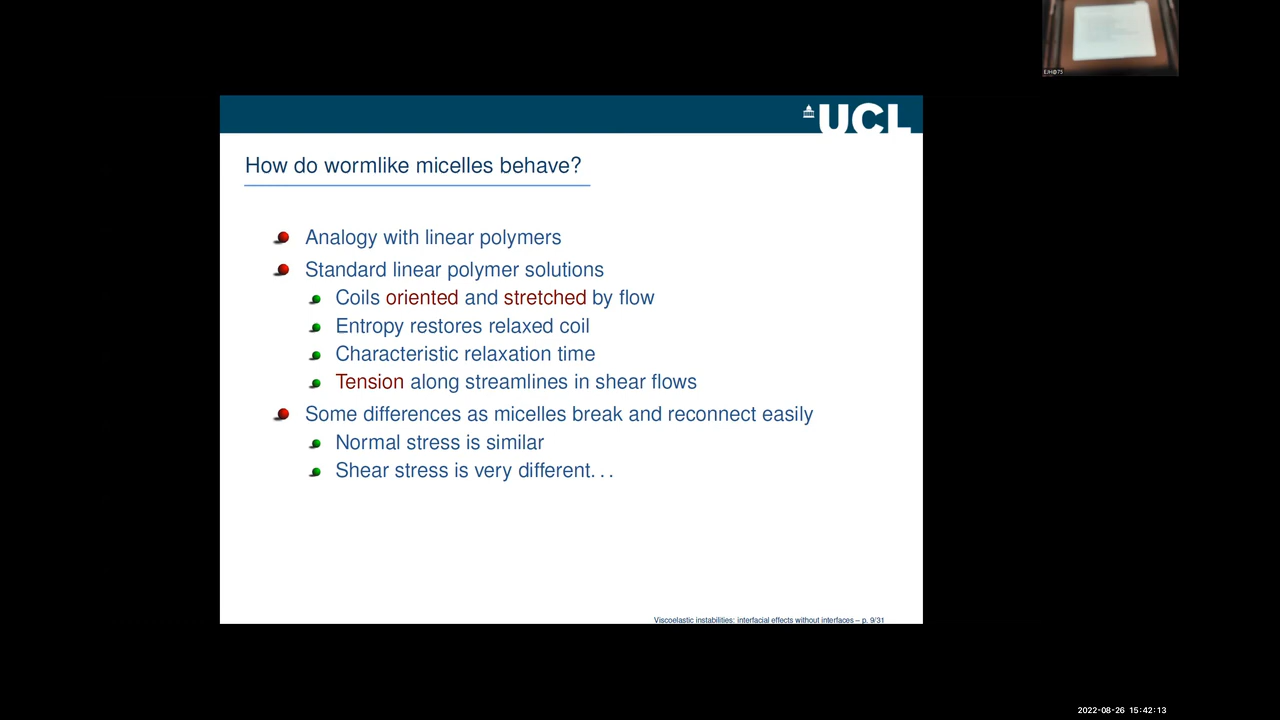 UCL
How do wormlike micelles behave?
Analogy with linear polymers
Standard linear polymer solutions
Coils oriented and stretched by flow
Entropy restores relaxed coil
Characteristic relaxation time
Tension along streamlines in shear flows
Some differences as micelles break and reconnect easily
Normal stress is similar
Shear stress is very different. . .
Viscoelastic instabilities: interfacial effects without interfaces – p. 9/31
2022-08-26 15:42:13